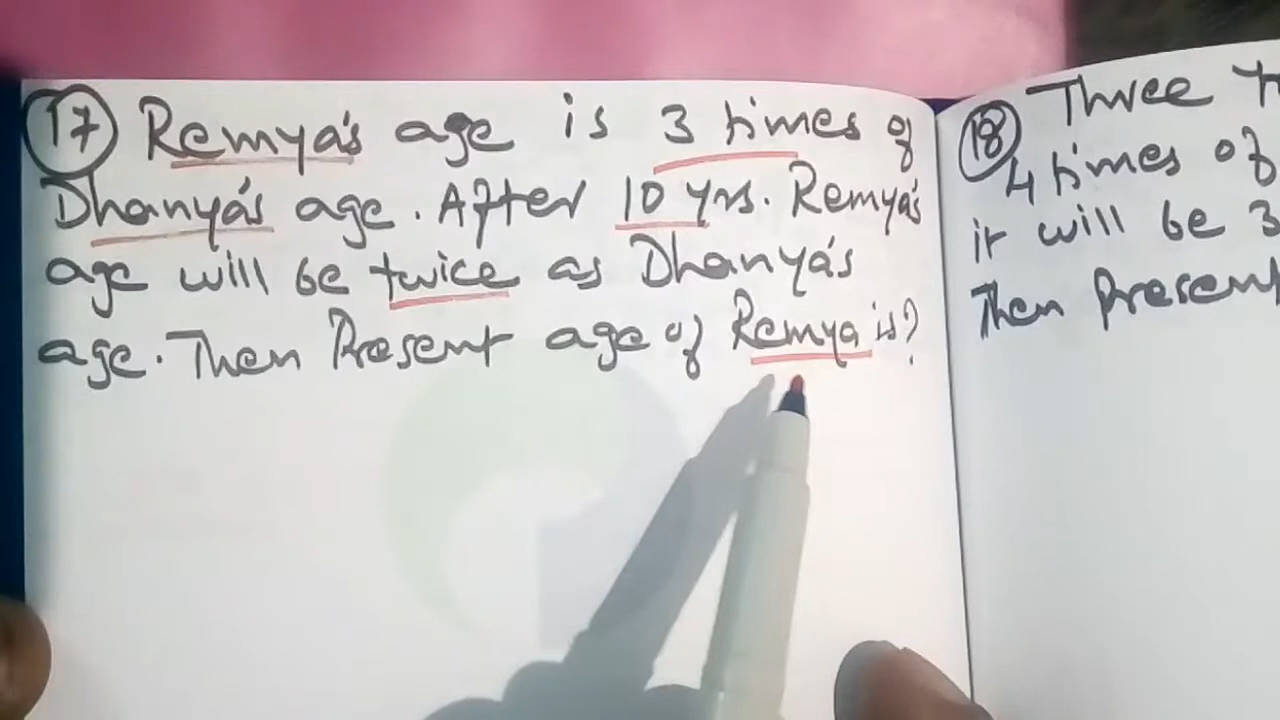 17 Remya's age is 3 times of
Dhanya's age. After 10 yrs. Remya's
age will be twice as Dhanya's
age. Then Present age of Remya is?
18 Three
4 times of
it will be 3
Then Present